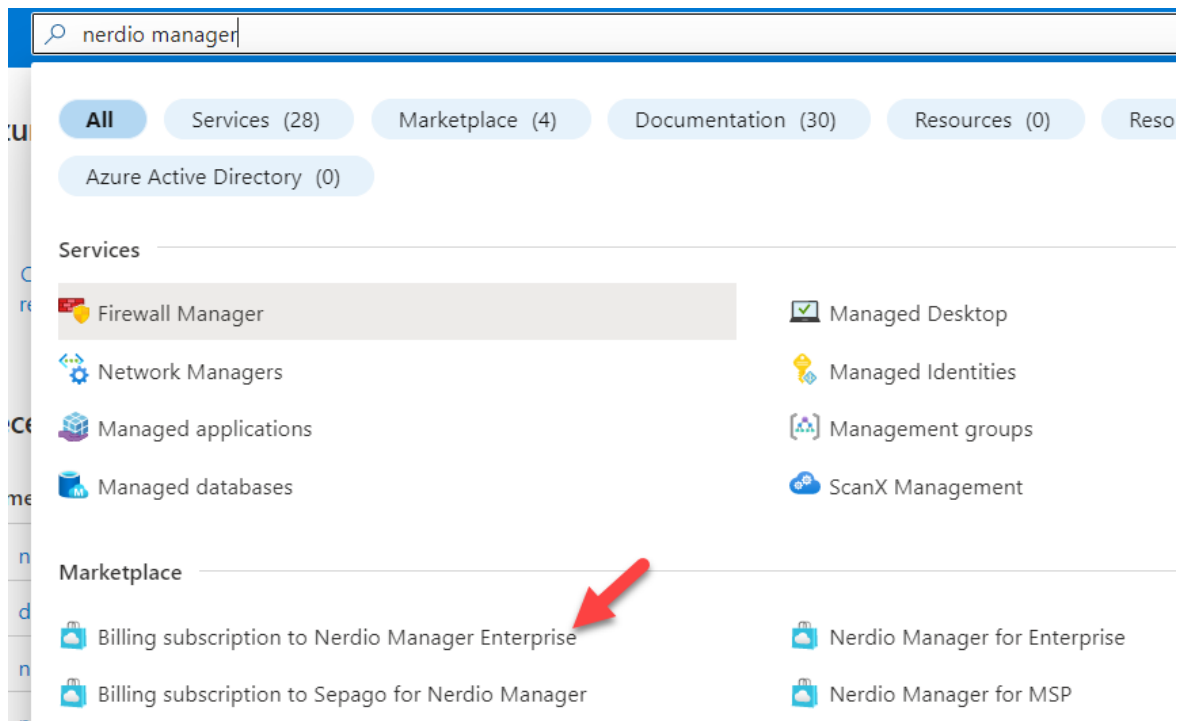 nerdio manager
All Services (28) Marketplace (4) Documentation (30) Resources (0) Reso
Azure Active Directory (0)
Services
Firewall Manager
Managed Desktop
Network Managers
Managed Identities
Managed applications
Management groups
Managed databases
ScanX Management
Marketplace
Billing subscription to Nerdio Manager Enterprise
Nerdio Manager for Enterprise
Billing subscription to Sepago for Nerdio Manager
Nerdio Manager for MSP